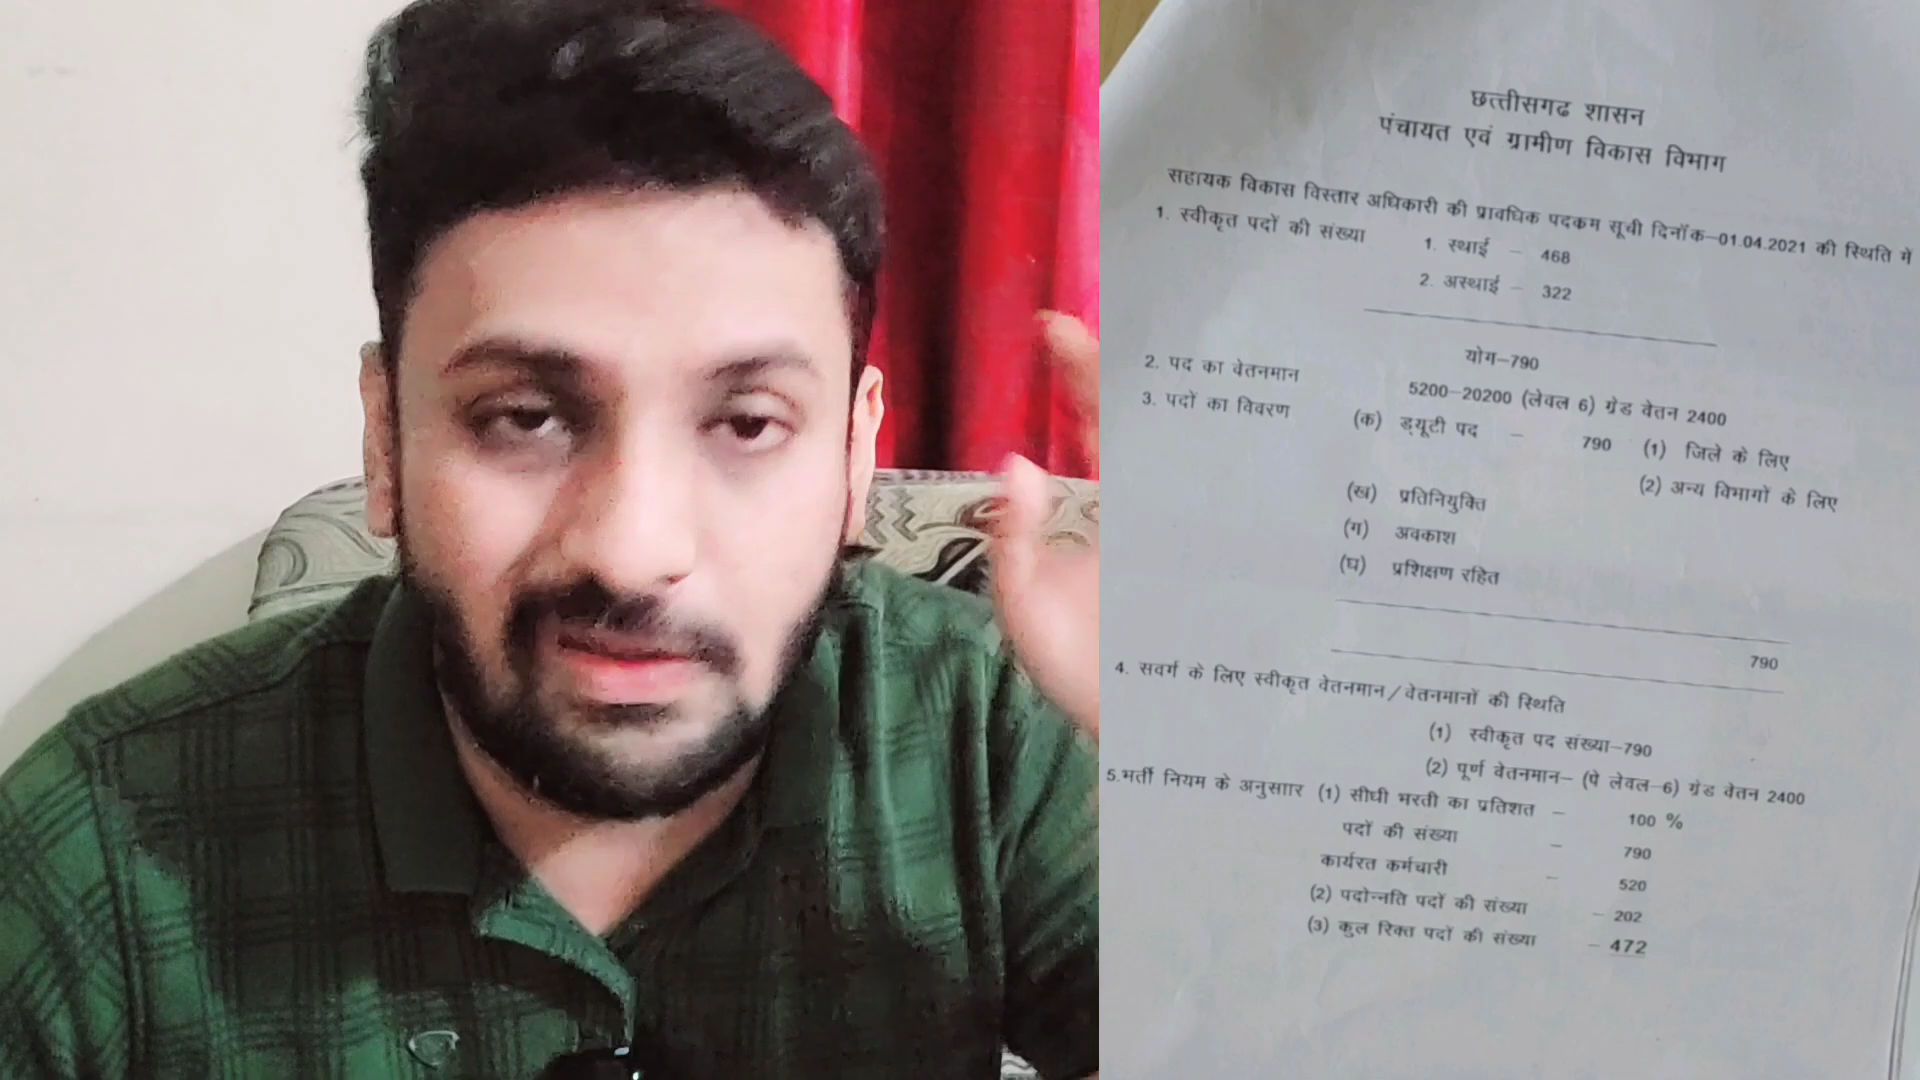 छत्तीसगढ शासन
पंचायत एवं ग्रामीण विकास विभाग
सहायक विकास विस्तार अधिकारी की प्रावधिक पदकम सूची दिनॉक–01.04.2021 की स्थिति में
1. स्वीकृत पदों की संख्या 1. स्थाई – 468
2. अस्थाई – 322
योग–790
2. पद का वेतनमान 5200–20200 (लेवल 6) ग्रेड वेतन 2400
3. पदों का विवरण (क) ड्यूटी पद – 790 (1) जिले के लिए
(2) अन्य विभागों के लिए
(ख) प्रतिनियुक्ति
(ग) अवकाश
(घ) प्रशिक्षण रहित
790
4. सवर्ग के लिए स्वीकृत वेतनमान/वेतनमानों की स्थिति
(1) स्वीकृत पद संख्या–790
(2) पूर्ण वेतनमान– (पे लेवल–6) ग्रेड वेतन 2400
5.भर्ती नियम के अनुसाार (1) सीघी भरती का प्रतिशत – 100 %
पदों की संख्या – 790
कार्यरत कर्मचारी – 520
(2) पदोन्नति पदों की संख्या – 202
(3) कुल रिक्त पदों की संख्या – 472